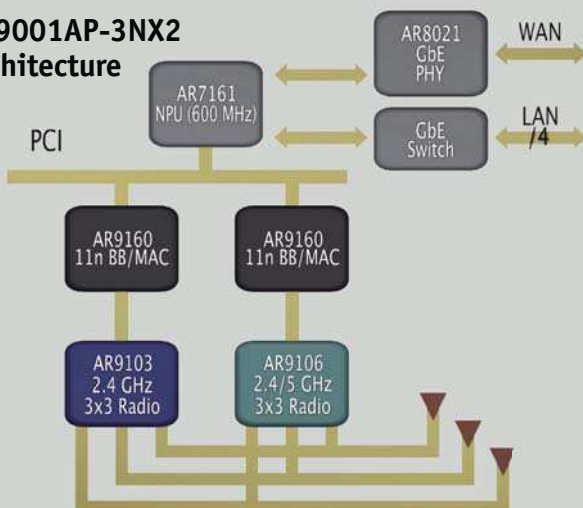 9001AP-3NX2
hitecture
AR8021
GbE
PHY
WAN
AR7161
NPU (600 MHz)
GbE
Switch
LAN
/4
PCI
AR9160
11n BB/MAC
AR9160
11n BB/MAC
AR9103
2.4 GHz
3x3 Radio
AR9106
2.4/5 GHz
3x3 Radio